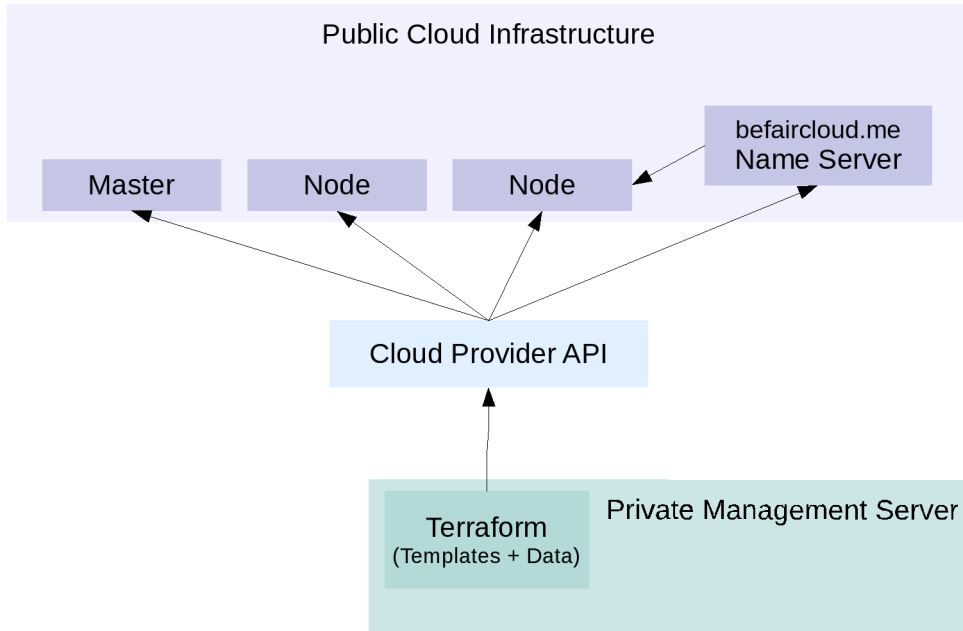 Public Cloud Infrastructure
befaircloud.me
Name Server
Master
Node
Node
Cloud Provider API
Private Management Server
Terraform
(Templates + Data)